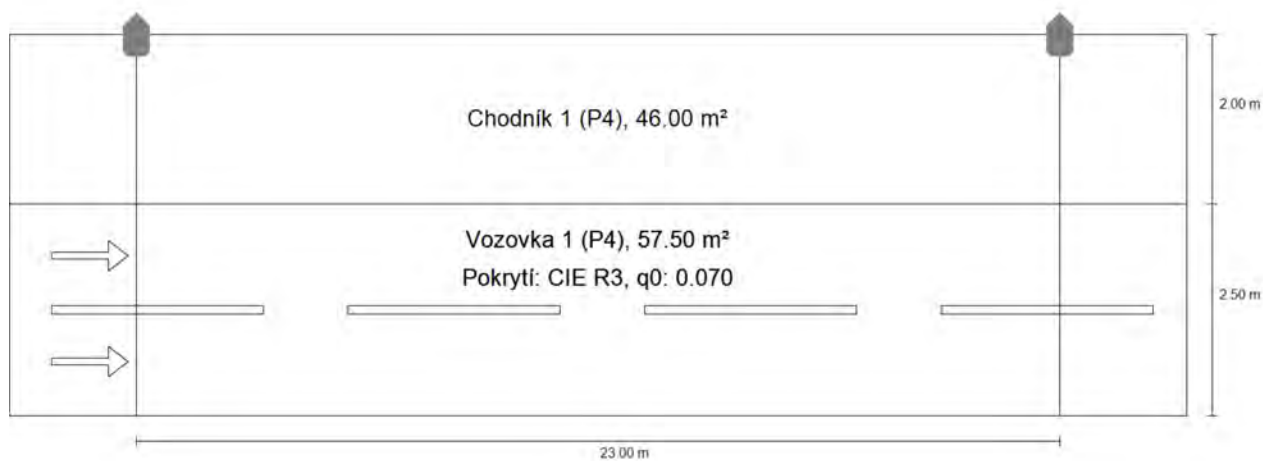 Chodník 1 (P4), 46.00 m²
2.00 m
Vozovka 1 (P4), 57.50 m²
Pokrytí: CIE R3, q0: 0.070
2.50 m
23.00 m